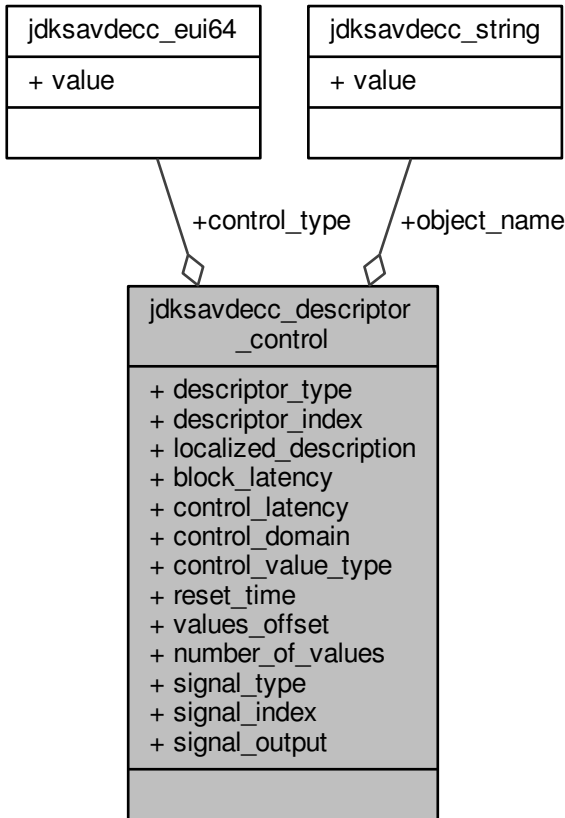 jdksavdecc_eui64
+ value
jdksavdecc_string
+ value
+control_type
+object_name
jdksavdecc_descriptor
_control
+ descriptor_type
+ descriptor_index
+ localized_description
+ block_latency
+ control_latency
+ control_domain
+ control_value_type
+ reset_time
+ values_offset
+ number_of_values
+ signal_type
+ signal_index
+ signal_output